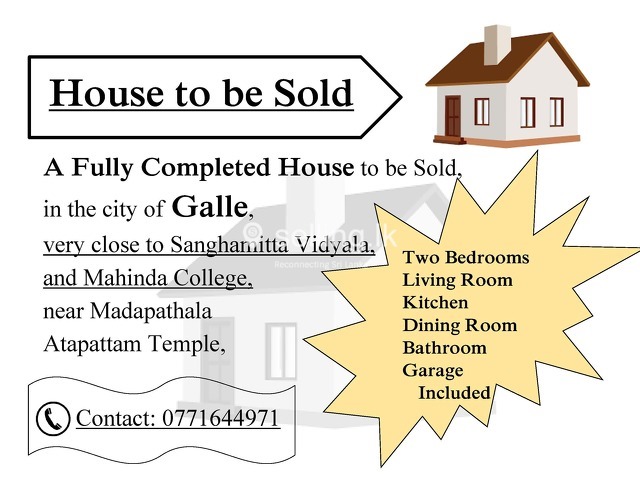 House to be Sold
A Fully Completed House to be Sold,
in the city of Galle,
very close to Sanghamitta Vidyala,
and Mahinda College,
near Madapathala
Atapattam Temple,
Two Bedrooms
Living Room
Kitchen
Dining Room
Bathroom
Garage
Included
Contact: 0771644971